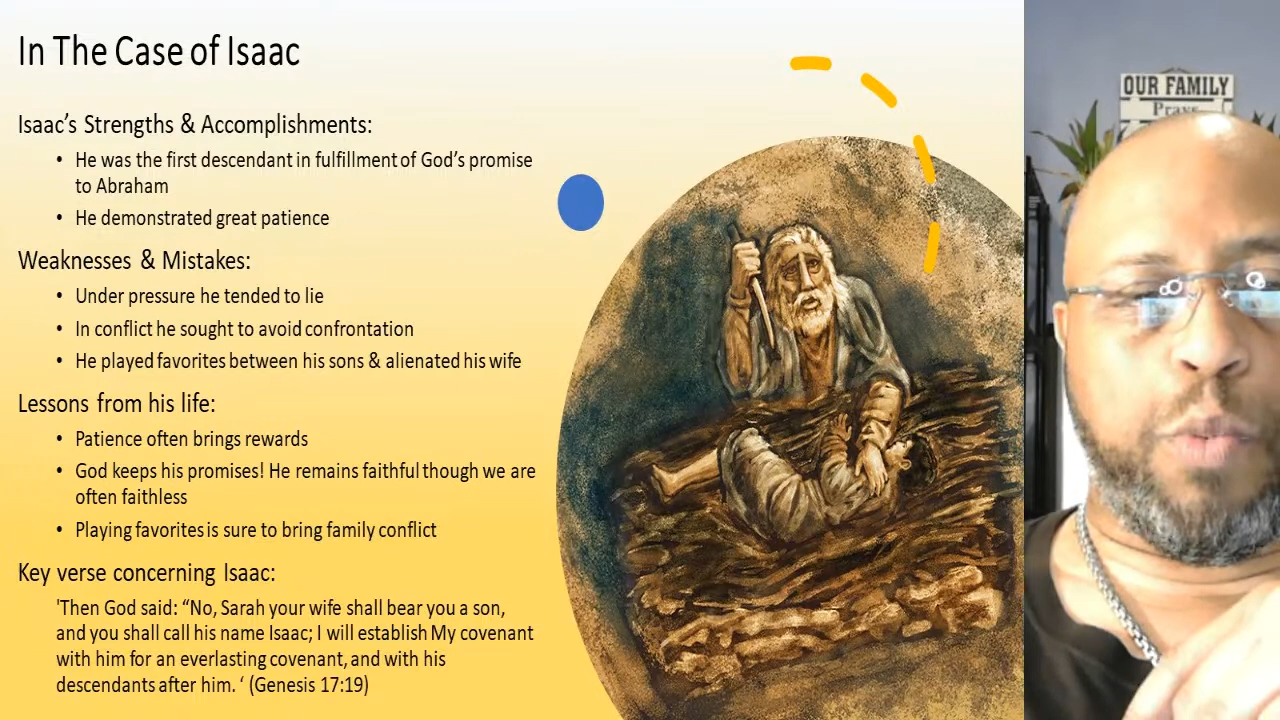 In The Case of Isaac
Isaac’s Strengths & Accomplishments:
• He was the first descendant in fulfillment of God’s promise
to Abraham
• He demonstrated great patience
Weaknesses & Mistakes:
• Under pressure he tended to lie
• In conflict he sought to avoid confrontation
• He played favorites between his sons & alienated his wife
Lessons from his life:
• Patience often brings rewards
• God keeps his promises! He remains faithful though we are
often faithless
• Playing favorites is sure to bring family conflict
Key verse concerning Isaac:
'Then God said: “No, Sarah your wife shall bear you a son,
and you shall call his name Isaac; I will establish My covenant
with him for an everlasting covenant, and with his
descendants after him. ‘ (Genesis 17:19)
OUR FAMILY
Prays